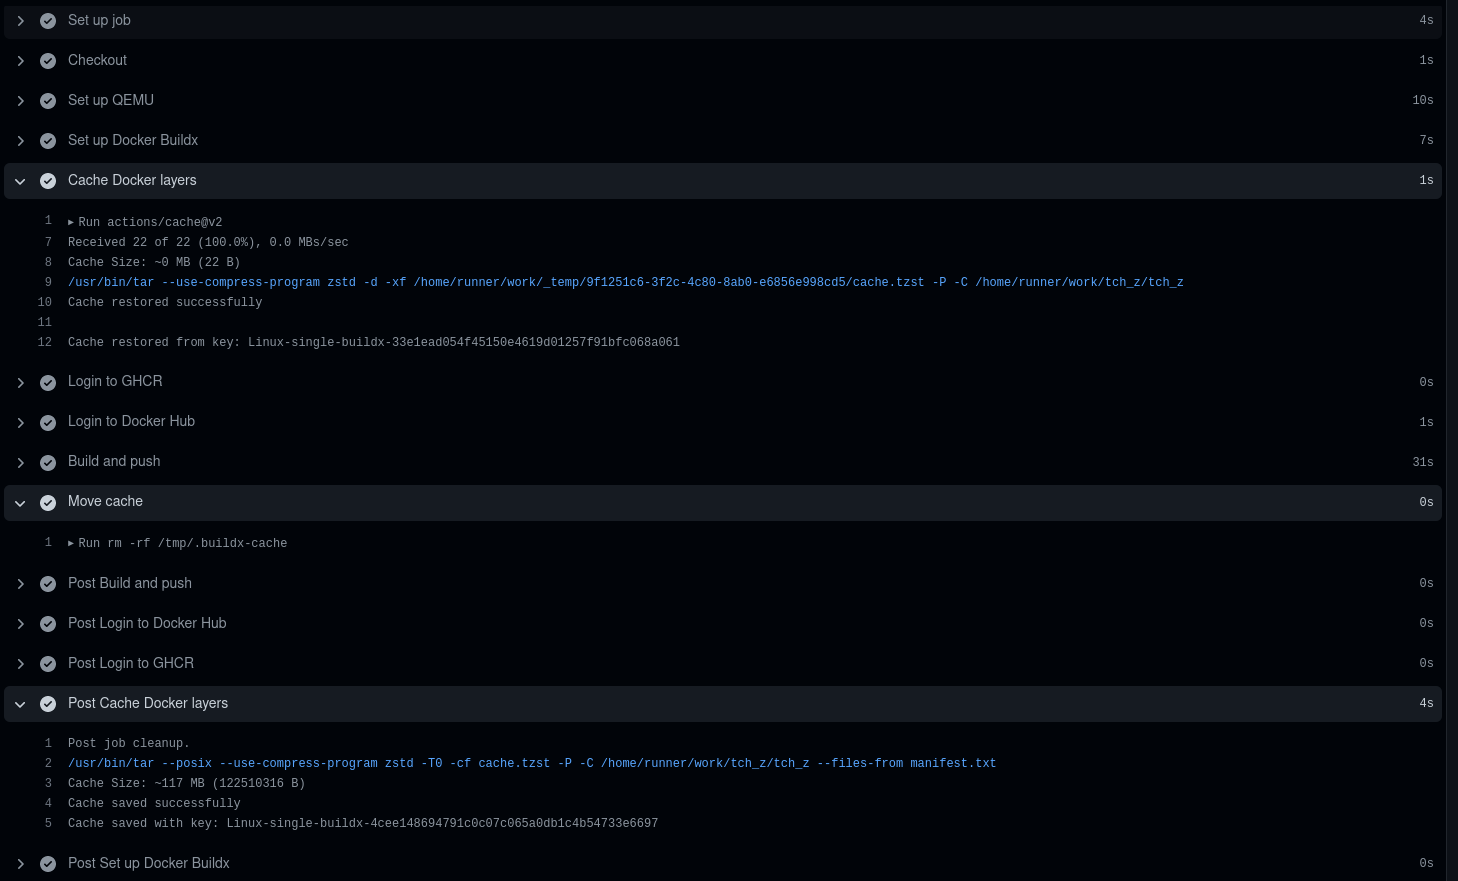 Set up job 4s
Checkout 1s
Set up QEMU 10s
Set up Docker Buildx 7s
Cache Docker layers 1s
1 ▸ Run actions/cache@v2
7 Received 22 of 22 (100.0%), 0.0 MBs/sec
8 Cache Size: ~0 MB (22 B)
9 /usr/bin/tar --use-compress-program zstd -d -xf /home/runner/work/_temp/9f1251c6-3f2c-4c80-8ab0-e6856e998cd5/cache.tzst -P -C /home/runner/work/tch_z/tch_z
10 Cache restored successfully
11
12 Cache restored from key: Linux-single-buildx-33e1ead054f45150e4619d01257f91bfc068a061
Login to GHCR 0s
Login to Docker Hub 1s
Build and push 31s
Move cache 0s
1 ▸ Run rm -rf /tmp/.buildx-cache
Post Build and push 0s
Post Login to Docker Hub 0s
Post Login to GHCR 0s
Post Cache Docker layers 4s
1 Post job cleanup.
2 /usr/bin/tar --posix --use-compress-program zstd -T0 -cf cache.tzst -P -C /home/runner/work/tch_z/tch_z --files-from manifest.txt
3 Cache Size: ~117 MB (122510316 B)
4 Cache saved successfully
5 Cache saved with key: Linux-single-buildx-4cee148694791c0c07c065a0db1c4b54733e6697
Post Set up Docker Buildx 0s